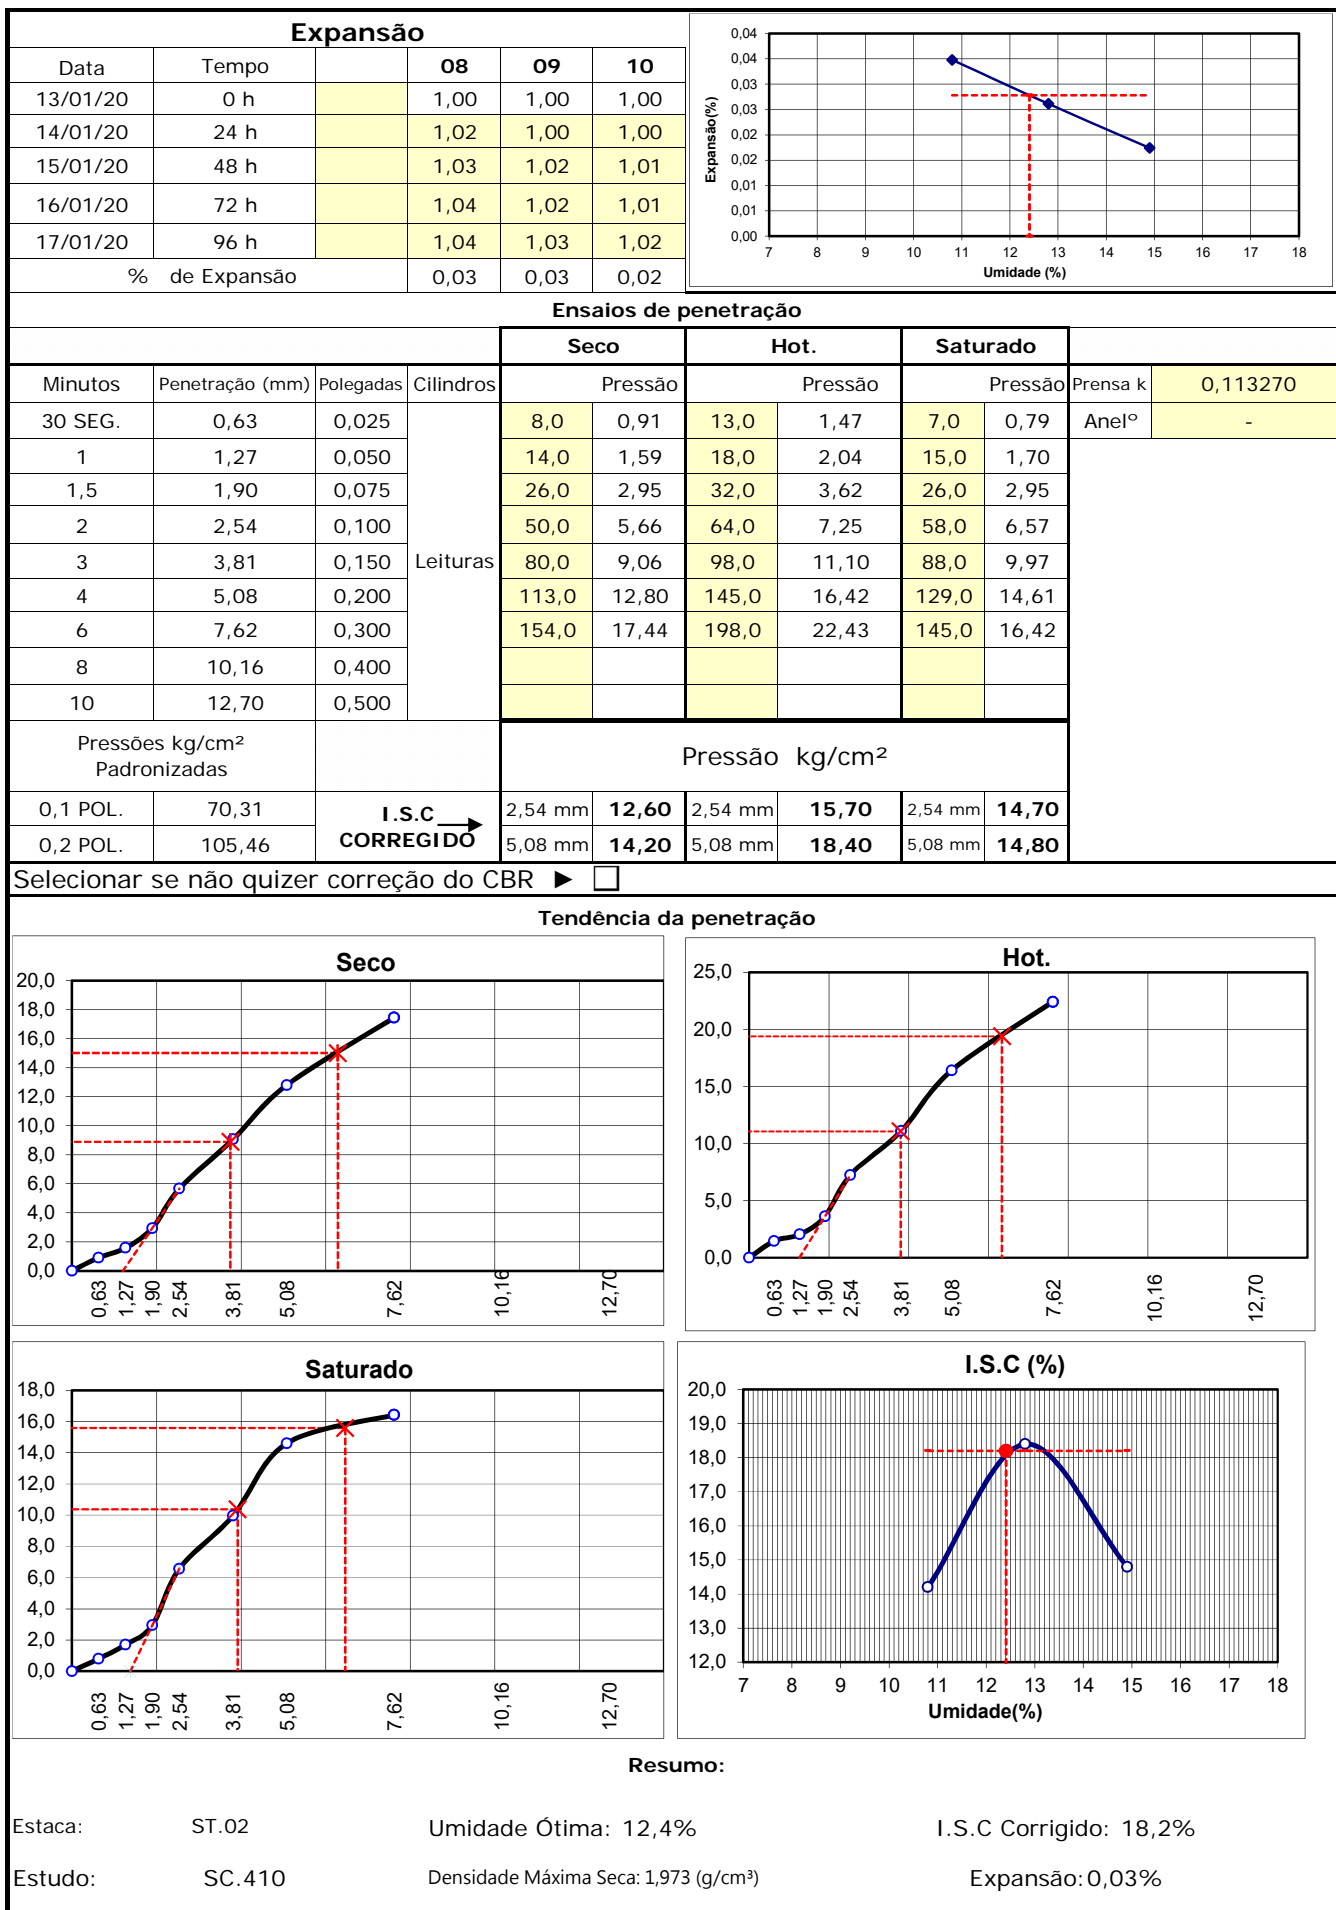 Expansão
Data Tempo 08 09 10
13/01/20 0 h 1,00 1,00 1,00
14/01/20 24 h 1,02 1,00 1,00
15/01/20 48 h 1,03 1,02 1,01
16/01/20 72 h 1,04 1,02 1,01
17/01/20 96 h 1,04 1,03 1,02
% de Expansão 0,03 0,03 0,02
Expansão(%)
0,04
0,04
0,03
0,03
0,02
0,02
0,01
0,01
0,00
7 8 9 10 11 12 13 14 15 16 17 18
Umidade (%)
Ensaios de penetração
Seco Hot. Saturado
Minutos Penetração (mm) Polegadas Cilindros Pressão Pressão Pressão Prensa k 0,113270
30 SEG. 0,63 0,025 8,0 0,91 13,0 1,47 7,0 0,79 Anelº -
1 1,27 0,050 14,0 1,59 18,0 2,04 15,0 1,70
1,5 1,90 0,075 26,0 2,95 32,0 3,62 26,0 2,95
2 2,54 0,100 50,0 5,66 64,0 7,25 58,0 6,57
3 3,81 0,150 Leituras 80,0 9,06 98,0 11,10 88,0 9,97
4 5,08 0,200 113,0 12,80 145,0 16,42 129,0 14,61
6 7,62 0,300 154,0 17,44 198,0 22,43 145,0 16,42
8 10,16 0,400
10 12,70 0,500
Pressões kg/cm²
Padronizadas
Pressão kg/cm²
0,1 POL. 70,31 I.S.C 2,54 mm 12,60 2,54 mm 15,70 2,54 mm 14,70
0,2 POL. 105,46 CORREGIDO 5,08 mm 14,20 5,08 mm 18,40 5,08 mm 14,80
Selecionar se não quizer correção do CBR ►
Tendência da penetração
Seco
20,0
18,0
16,0
14,0
12,0
10,0
8,0
6,0
4,0
2,0
0,0
0,63 1,27 1,90 2,54 3,81 5,08 7,62 10,16 12,70
Hot.
25,0
20,0
15,0
10,0
5,0
0,0
0,63 1,27 1,90 2,54 3,81 5,08 7,62 10,16 12,70
Saturado
18,0
16,0
14,0
12,0
10,0
8,0
6,0
4,0
2,0
0,0
0,63 1,27 1,90 2,54 3,81 5,08 7,62 10,16 12,70
I.S.C (%)
20,0
19,0
18,0
17,0
16,0
15,0
14,0
13,0
12,0
7 8 9 10 11 12 13 14 15 16 17 18
Umidade(%)
Resumo:
Estaca: ST.02 Umidade Ótima: 12,4% I.S.C Corrigido: 18,2%
Estudo: SC.410 Densidade Máxima Seca: 1,973 (g/cm³) Expansão: 0,03%